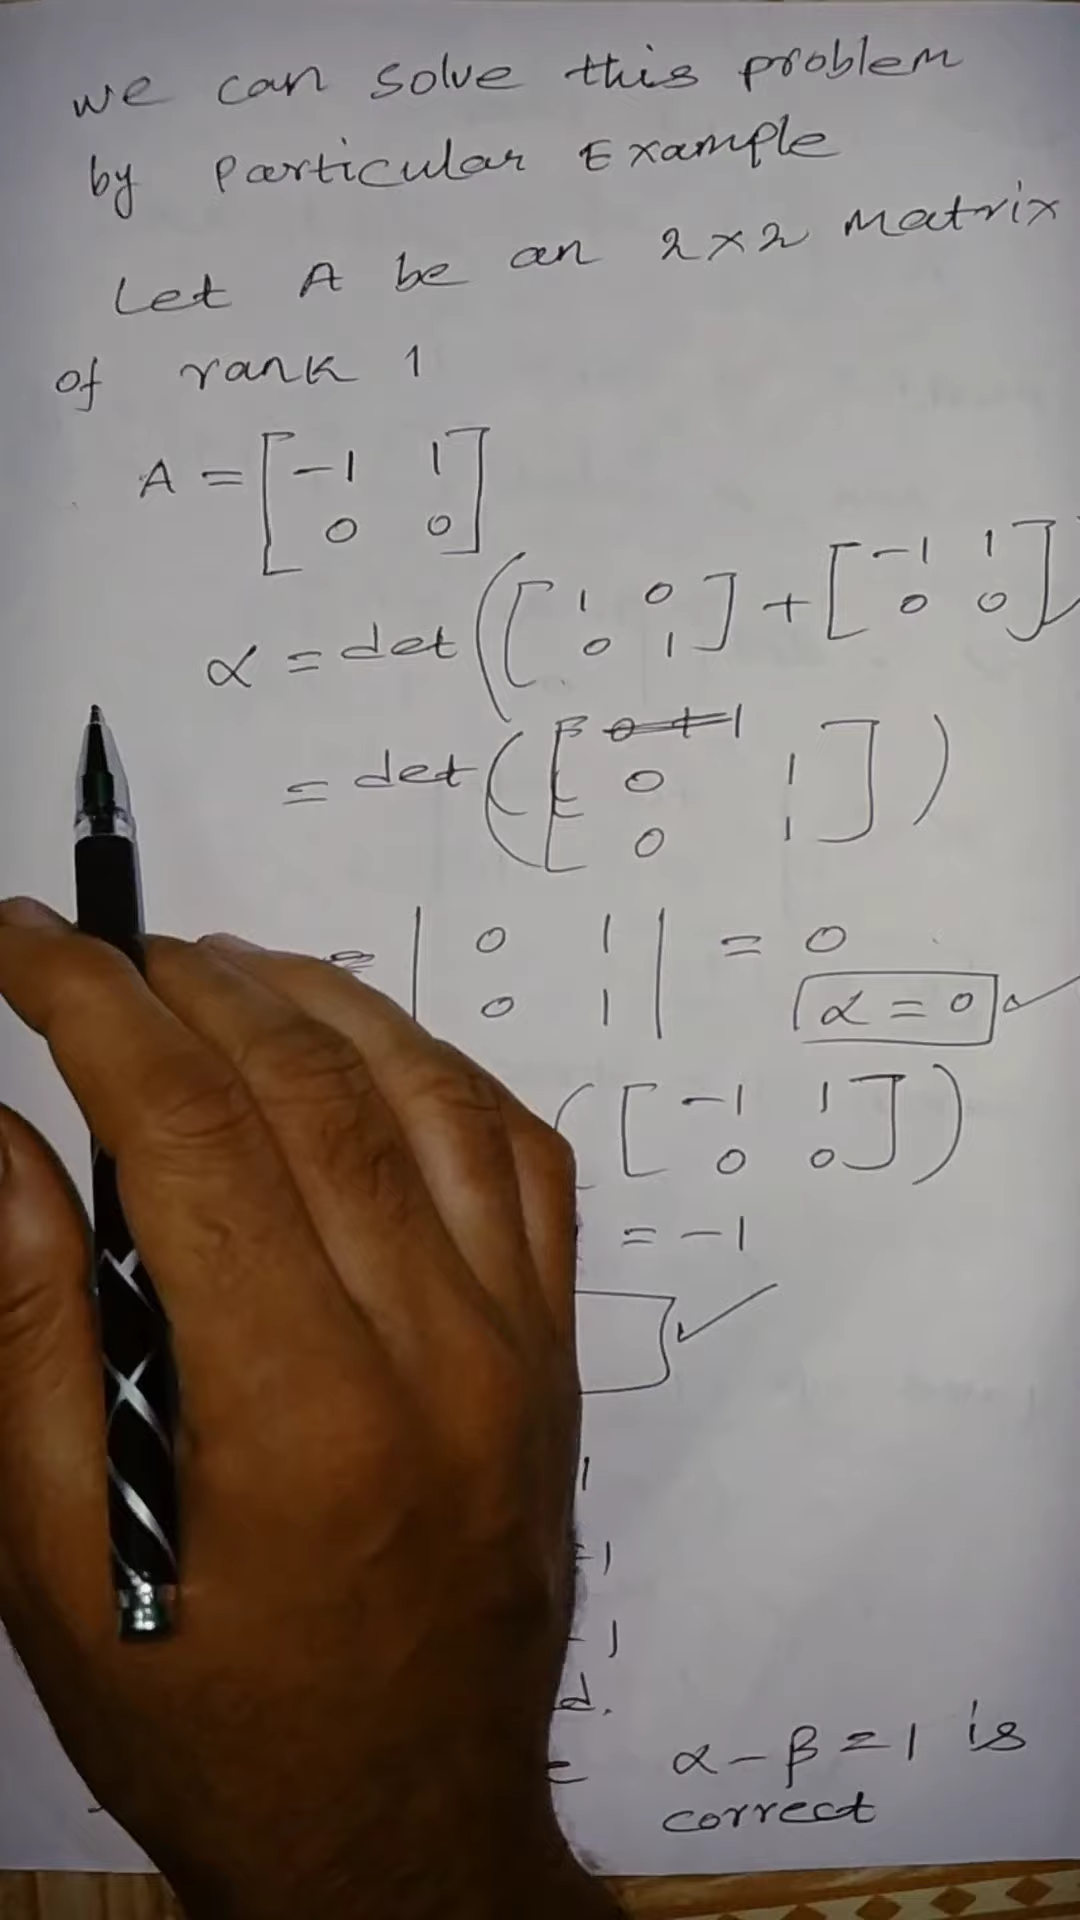 we can solve this problem
by particular Example
Let A be an 2×2 Matrix
of rank 1
A = [ -1 1
0 0 ]
α = det ( [ 1 0
0 1 ] + [ -1 1
0 0 ]
= det ( [ 0 1
0 1 ] )
= | 0 1
0 1 | = 0
α = 0
( [ -1 1
0 0 ] )
= -1
1
-1
d.
α - β = 1 is
correct